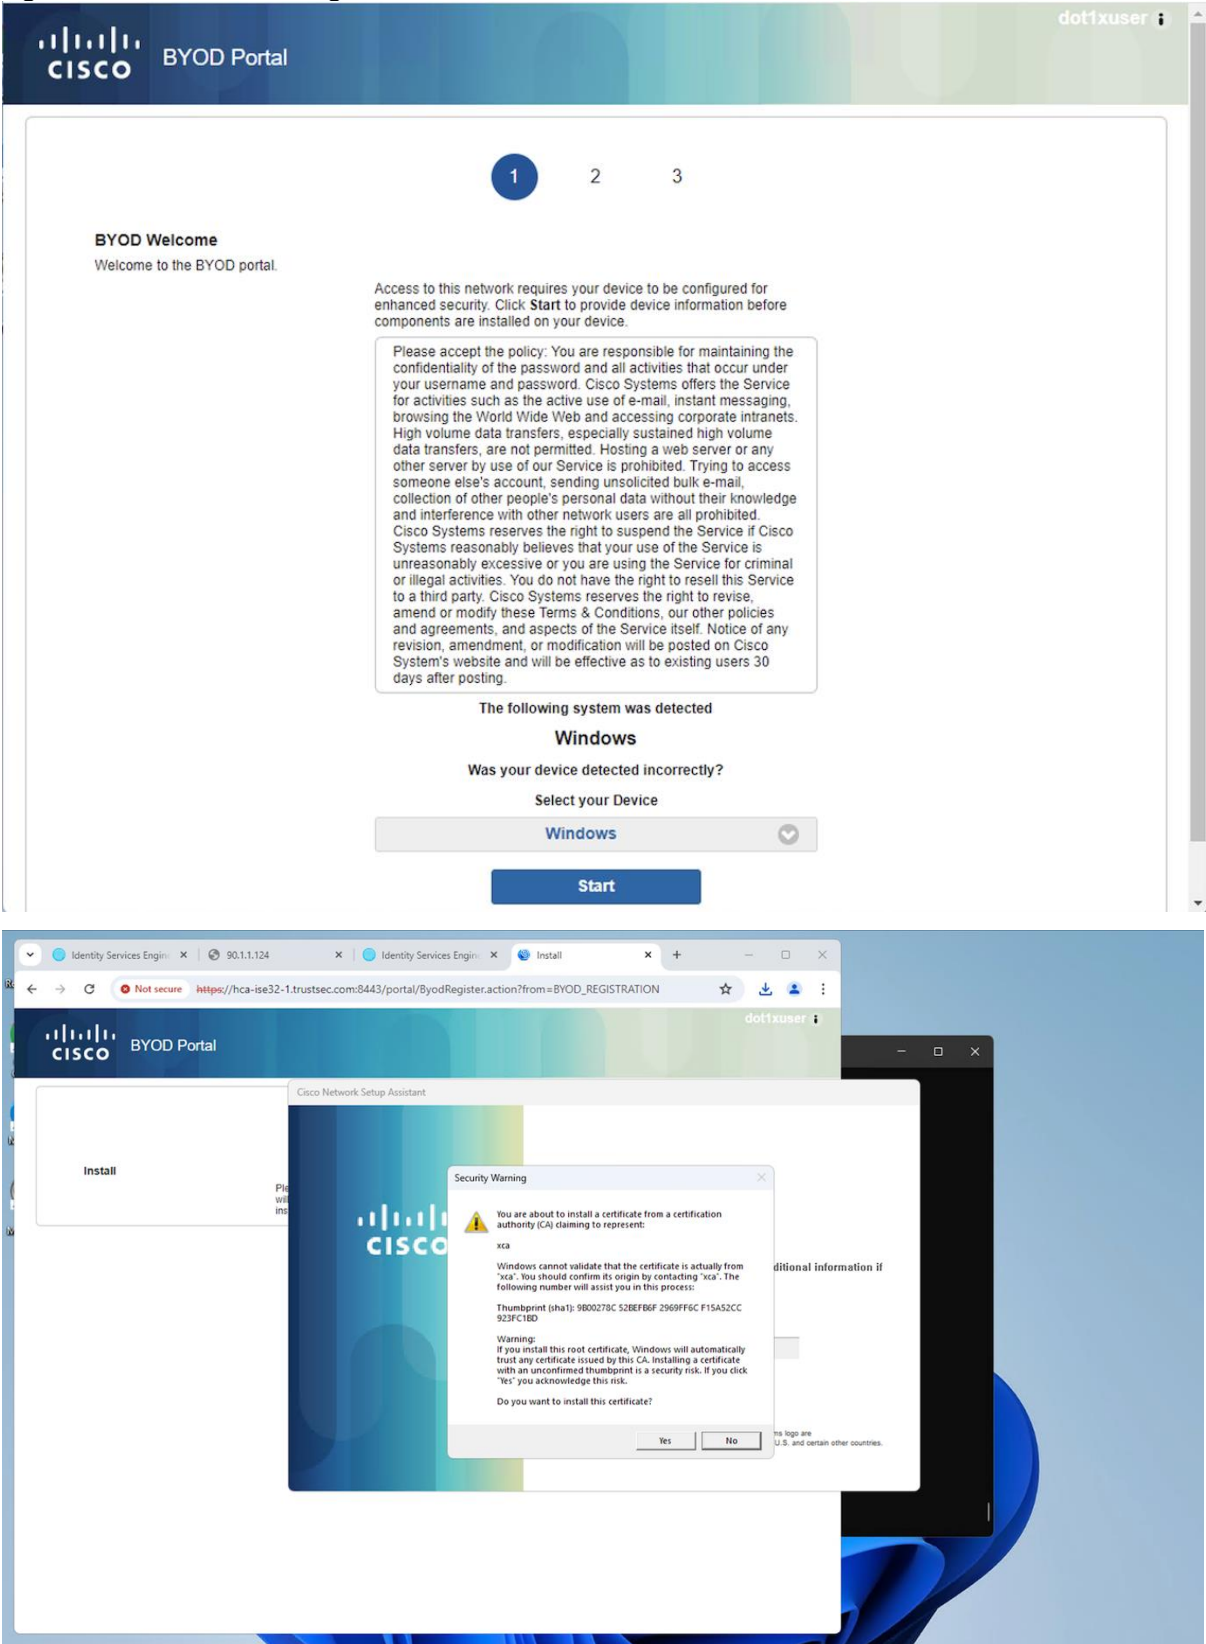 dot1xuser
CISCO
BYOD Portal
1 2 3
BYOD Welcome
Welcome to the BYOD portal.
Access to this network requires your device to be configured for
enhanced security. Click Start to provide device information before
components are installed on your device.
Please accept the policy: You are responsible for maintaining the
confidentiality of the password and all activities that occur under
your username and password. Cisco Systems offers the Service
for activities such as the active use of e-mail, instant messaging,
browsing the World Wide Web and accessing corporate intranets.
High volume data transfers, especially sustained high volume
data transfers, are not permitted. Hosting a web server or any
other server by use of our Service is prohibited. Trying to access
someone else's account, sending unsolicited bulk e-mail,
collection of other people's personal data without their knowledge
and interference with other network users are all prohibited.
Cisco Systems reserves the right to suspend the Service if Cisco
Systems reasonably believes that your use of the Service is
unreasonably excessive or you are using the Service for criminal
or illegal activities. You do not have the right to resell this Service
to a third party. Cisco Systems reserves the right to revise,
amend or modify these Terms & Conditions, our other policies
and agreements, and aspects of the Service itself. Notice of any
revision, amendment, or modification will be posted on Cisco
System's website and will be effective as to existing users 30
days after posting.
The following system was detected
Windows
Was your device detected incorrectly?
Select your Device
Windows
Start
Identity Services Engin 90.1.1.124 Identity Services Engin Install
Not secure https://hca-ise32-1.trustsec.com:8443/portal/ByodRegister.action?from=BYOD_REGISTRATION
dot1xuser
CISCO
BYOD Portal
Cisco Network Setup Assistant
Install
Ple
will
ins
CISCO
Security Warning
You are about to install a certificate from a certification
authority (CA) claiming to represent:
xca
Windows cannot validate that the certificate is actually from
"xca". You should confirm its origin by contacting "xca". The
following number will assist you in this process:
Thumbprint (sha1): 9B00278C 52BEFB6F 2969FF6C F15A52CC
923FC1BD
Warning:
If you install this root certificate, Windows will automatically
trust any certificate issued by this CA. Installing a certificate
with an unconfirmed thumbprint is a security risk. If you click
"Yes" you acknowledge this risk.
Do you want to install this certificate?
Yes No
ditional information if
ms logo are
U.S. and certain other countries.